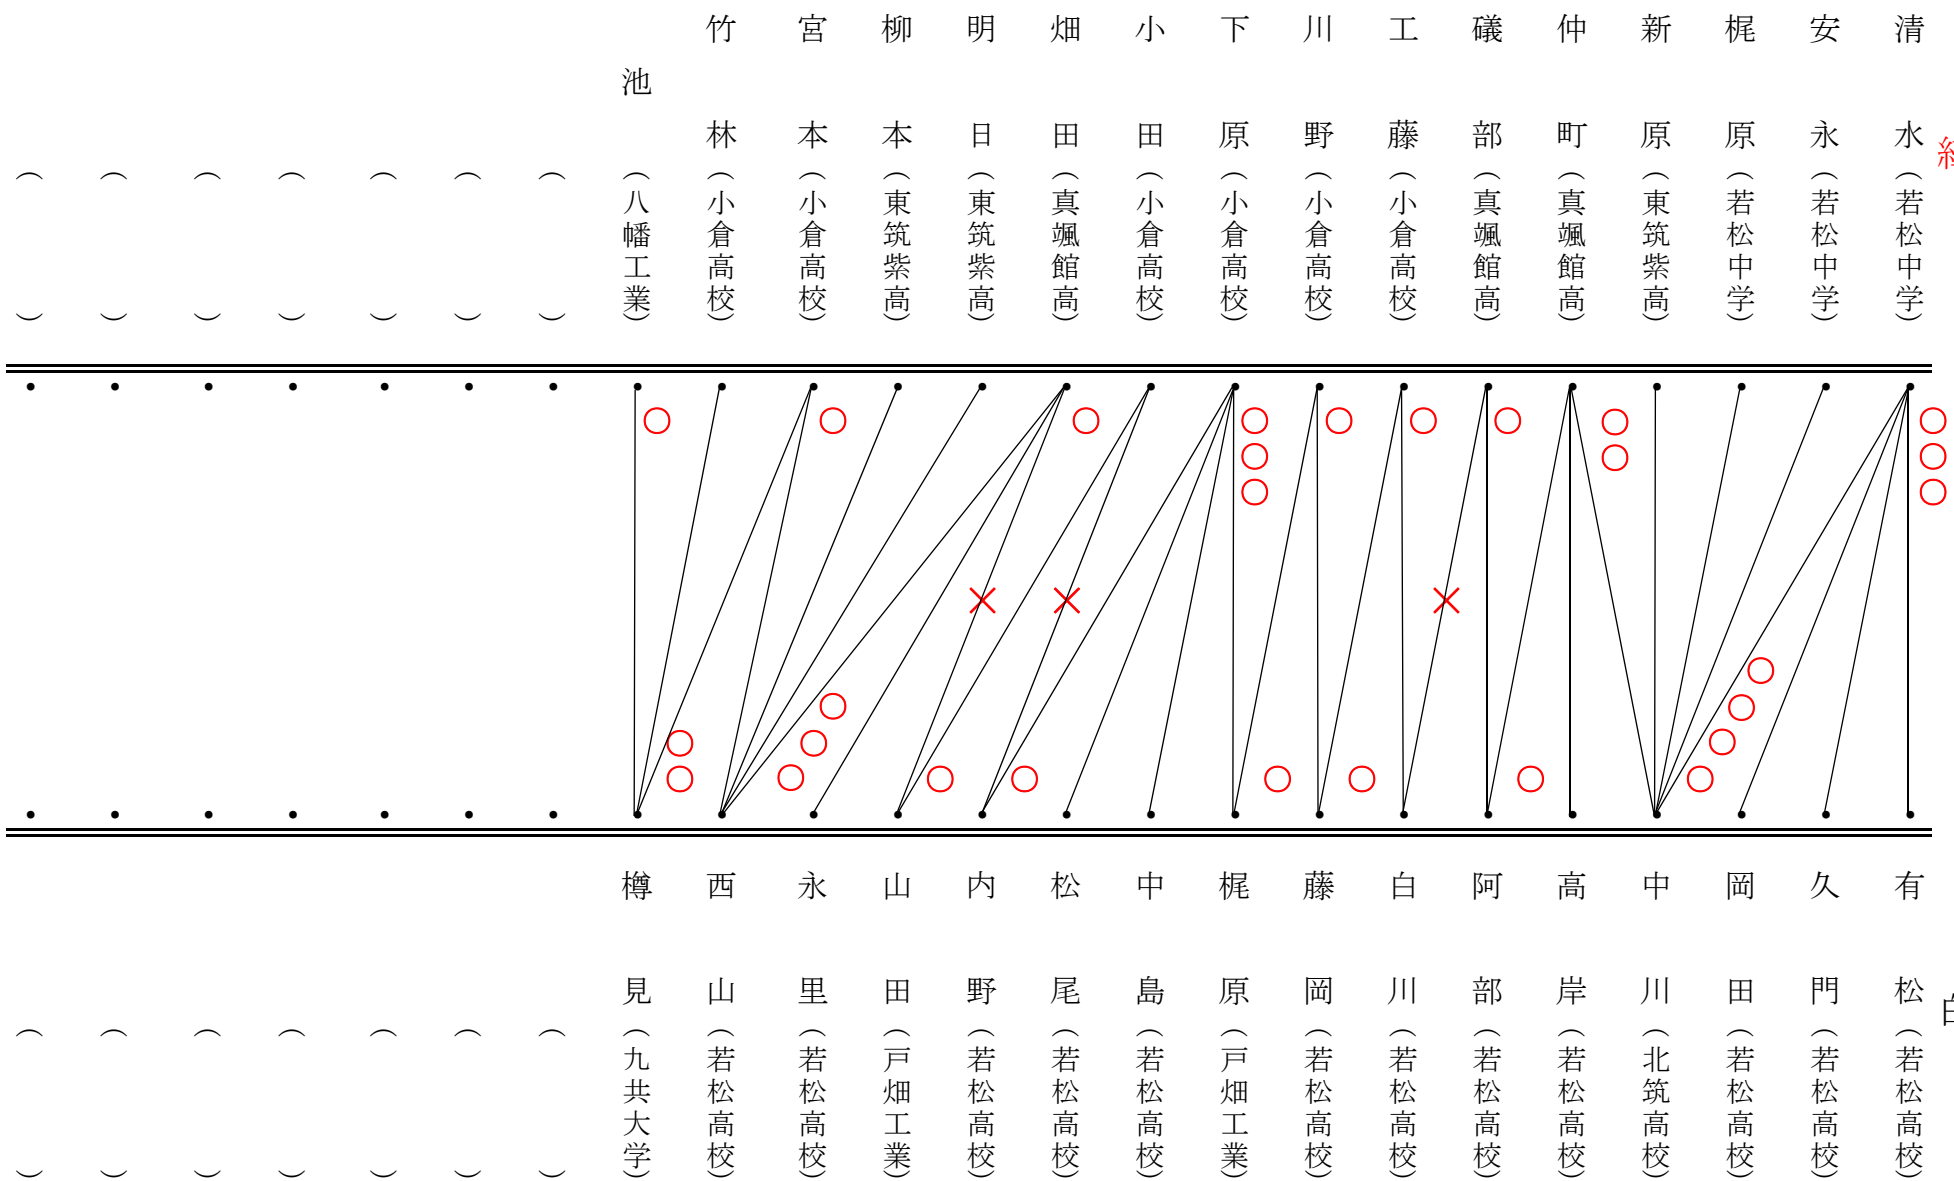 清水（若松中学）
安永（若松中学）
梶原（若松中学）
新原（東筑紫高）
仲町（真颯館高）
磯部（真颯館高）
工藤（小倉高校）
川野（小倉高校）
下原（小倉高校）
小田（小倉高校）
畑田（真颯館高）
明日（東筑紫高）
柳本（東筑紫高）
宮本（小倉高校）
竹林（小倉高校）
池（八幡工業）
（　）
（　）
（　）
（　）
（　）
（　）
（　）
有松（若松高校）
久門（若松高校）
岡田（若松高校）
中川（北筑高校）
高岸（若松高校）
阿部（若松高校）
白川（若松高校）
藤岡（若松高校）
梶原（戸畑工業）
中島（若松高校）
松尾（若松高校）
内野（若松高校）
山田（戸畑工業）
永里（若松高校）
西山（若松高校）
樽見（九共大学）
（　）
（　）
（　）
（　）
（　）
（　）
（　）